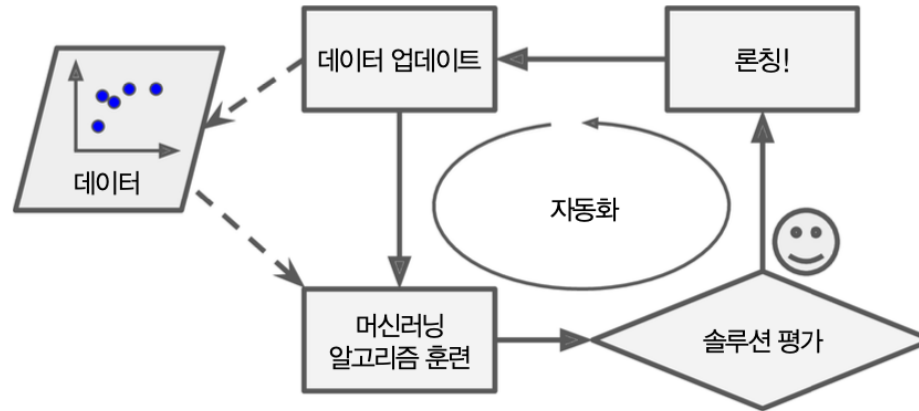 데이터 업데이트
론칭!
데이터
자동화
머신러닝
알고리즘 훈련
솔루션 평가